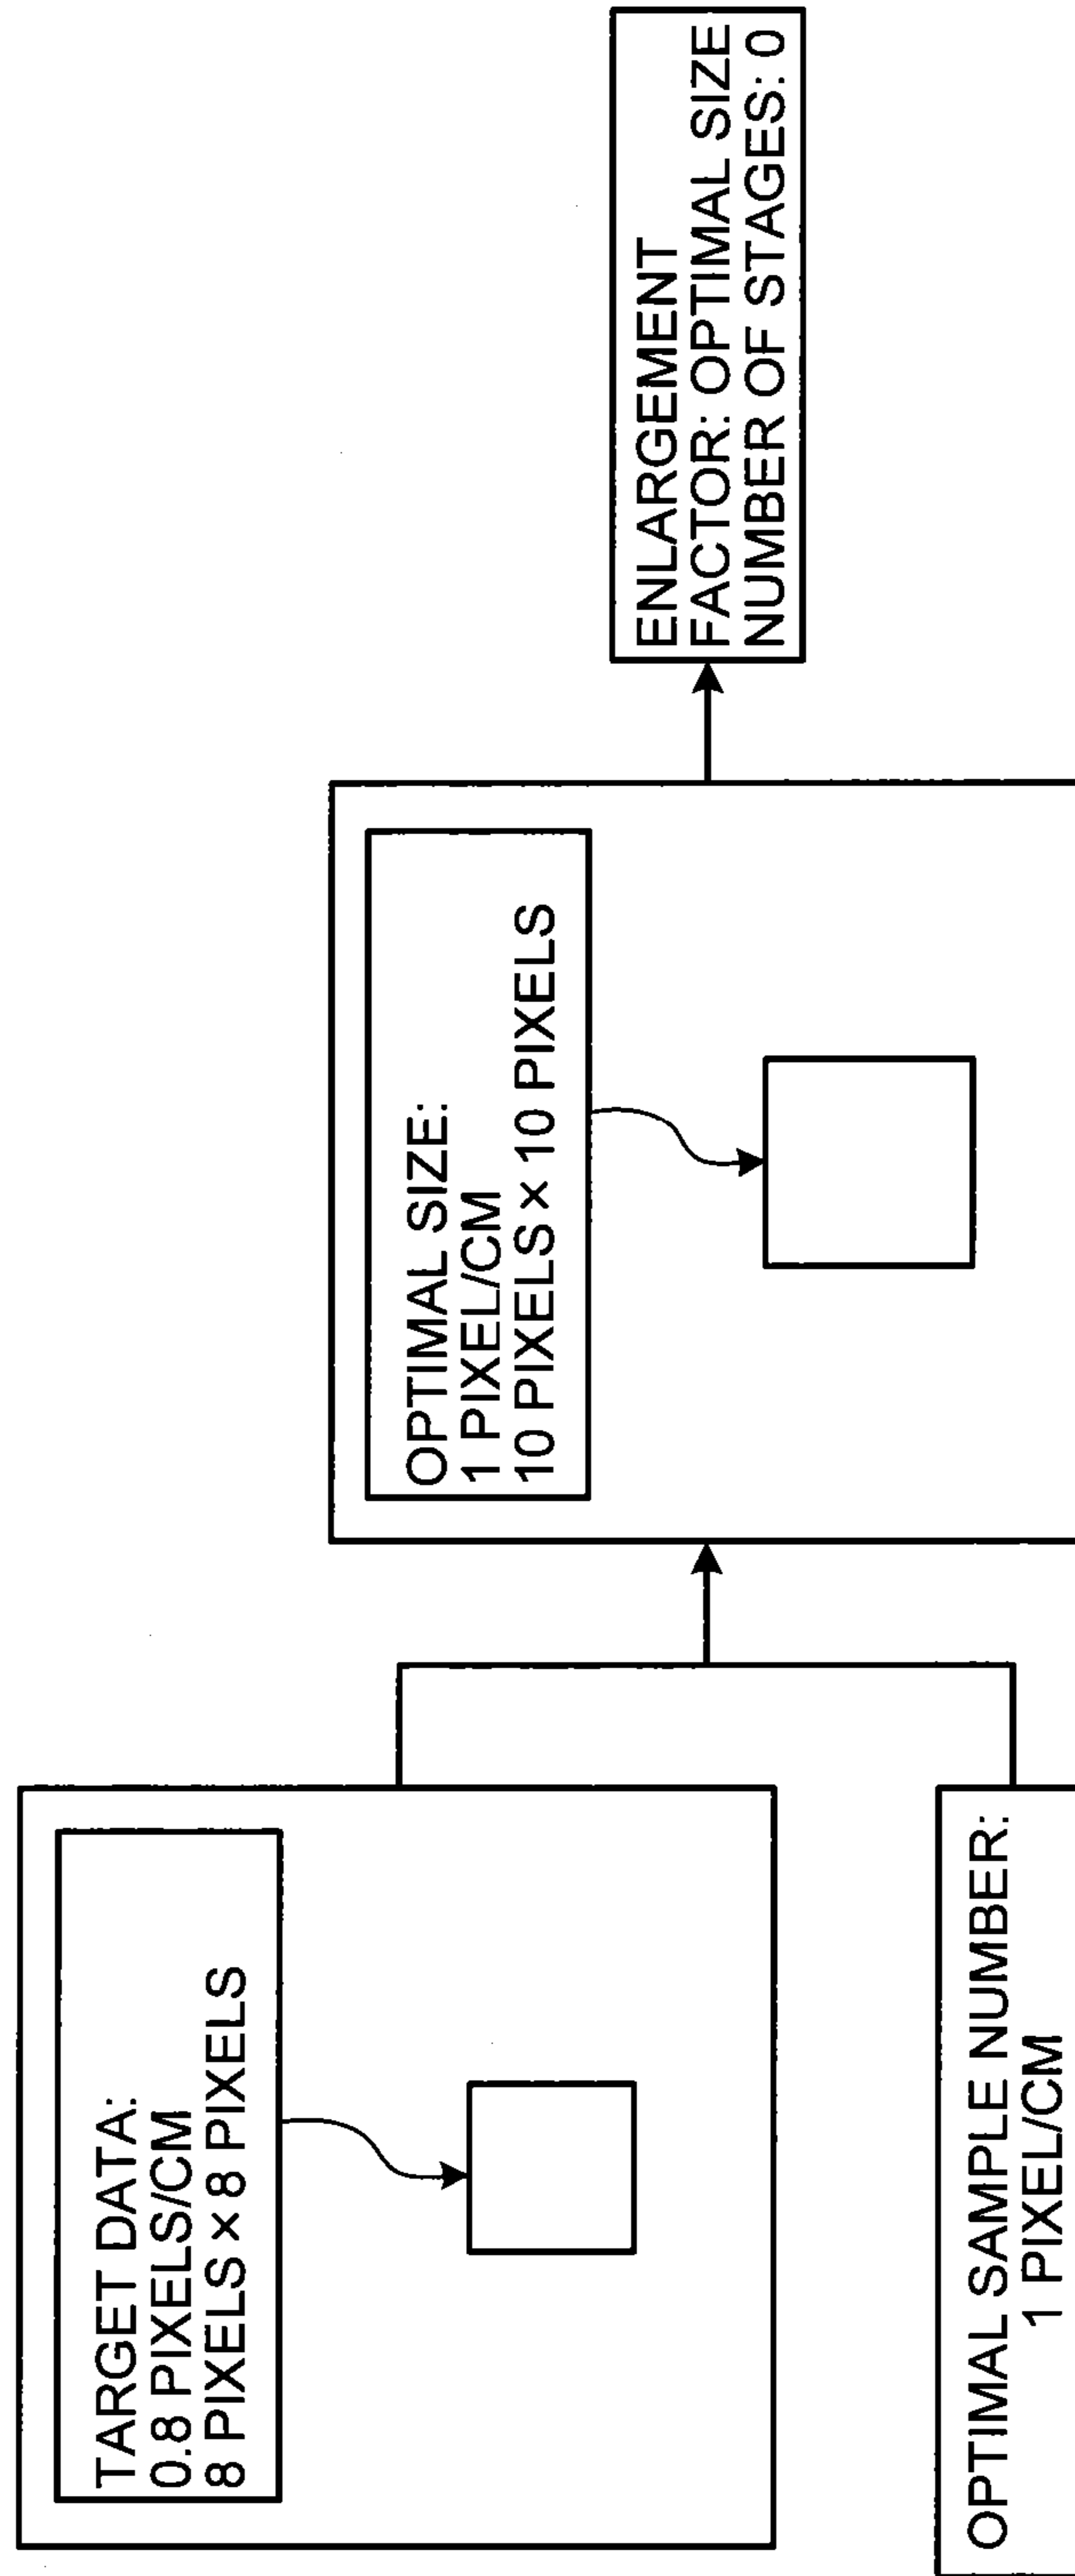 TARGET DATA:
0.8 PIXELS/CM
8 PIXELS × 8 PIXELS
OPTIMAL SAMPLE NUMBER:
1 PIXEL/CM
OPTIMAL SIZE:
1 PIXEL/CM
10 PIXELS × 10 PIXELS
ENLARGEMENT
FACTOR: OPTIMAL SIZE
NUMBER OF STAGES: 0